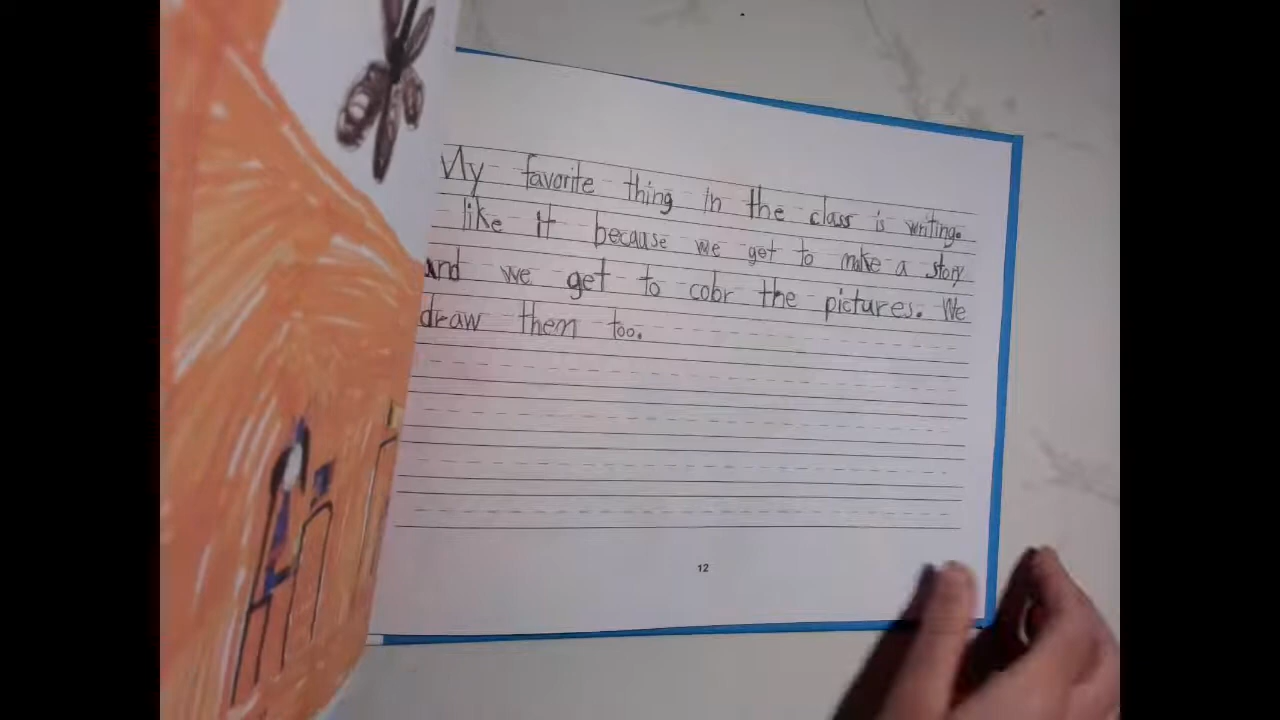 My favorite thing in the class is writing.
like it because we get to make a story
and we get to color the pictures. We
draw them too.
12